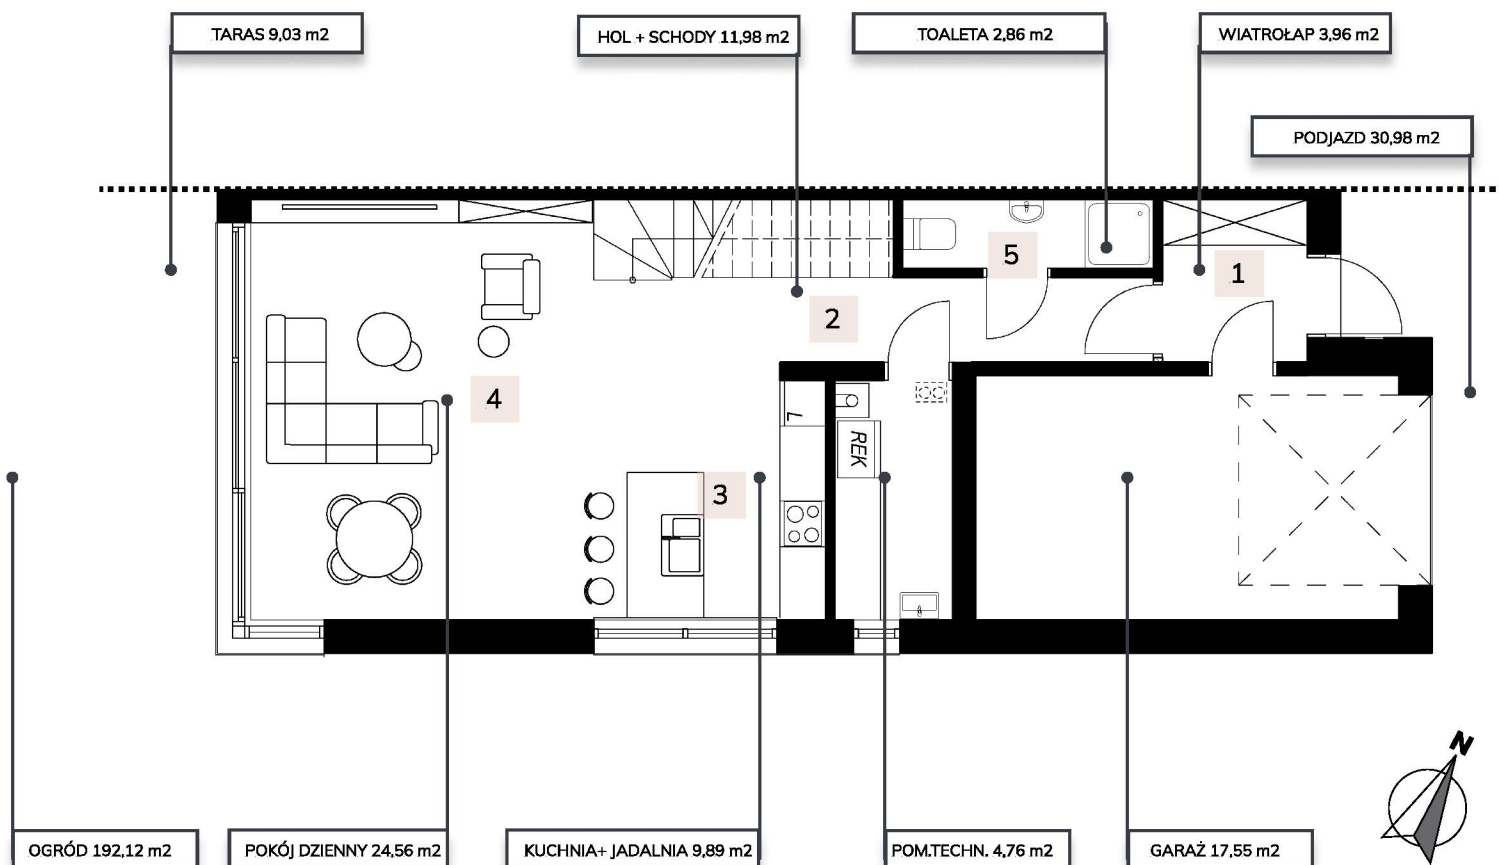 TARAS 9,03 m2
HOL + SCHODY 11,98 m2
TOALETA 2,86 m2
WIATROŁAP 3,96 m2
PODJAZD 30,98 m2
5
1
2
4
L
REK
3
N
OGRÓD 192,12 m2
POKÓJ DZIENNY 24,56 m2
KUCHNIA+ JADALNIA 9,89 m2
POM.TECHN. 4,76 m2
GARAŻ 17,55 m2